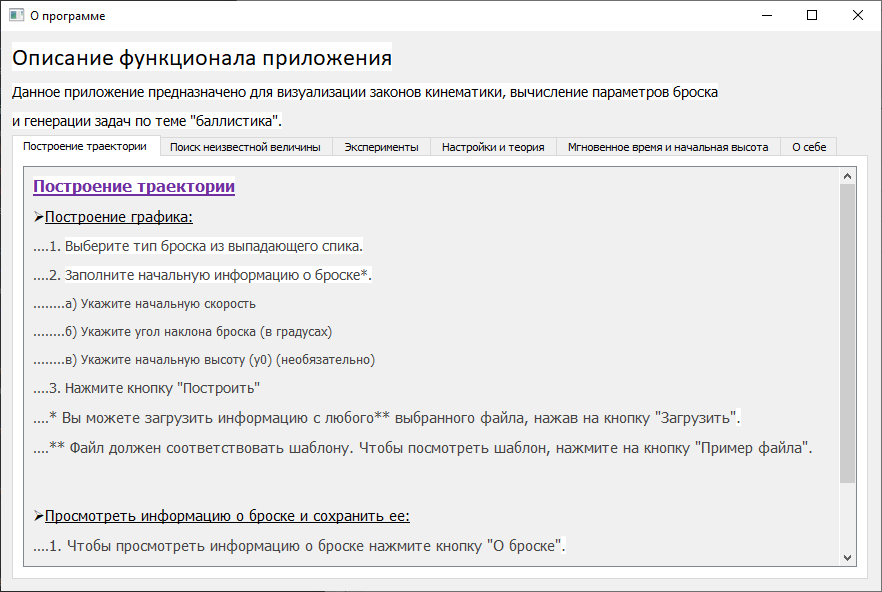 О программе
Описание функционала приложения
Данное приложение предназначено для визуализации законов кинематики, вычисление параметров броска
и генерации задач по теме "баллистика".
Построение траектории Поиск неизвестной величины Эксперименты Настройки и теория Мгновенное время и начальная высота О себе
Построение траектории
➢Построение графика:
....1. Выберите тип броска из выпадающего спика.
....2. Заполните начальную информацию о броске*.
........а) Укажите начальную скорость
........б) Укажите угол наклона броска (в градусах)
........в) Укажите начальную высоту (y0) (необязательно)
....3. Нажмите кнопку "Построить"
....* Вы можете загрузить информацию с любого** выбранного файла, нажав на кнопку "Загрузить".
....** Файл должен соответствовать шаблону. Чтобы посмотреть шаблон, нажмите на кнопку "Пример файла".
➢Просмотреть информацию о броске и сохранить ее:
....1. Чтобы просмотреть информацию о броске нажмите кнопку "О броске".